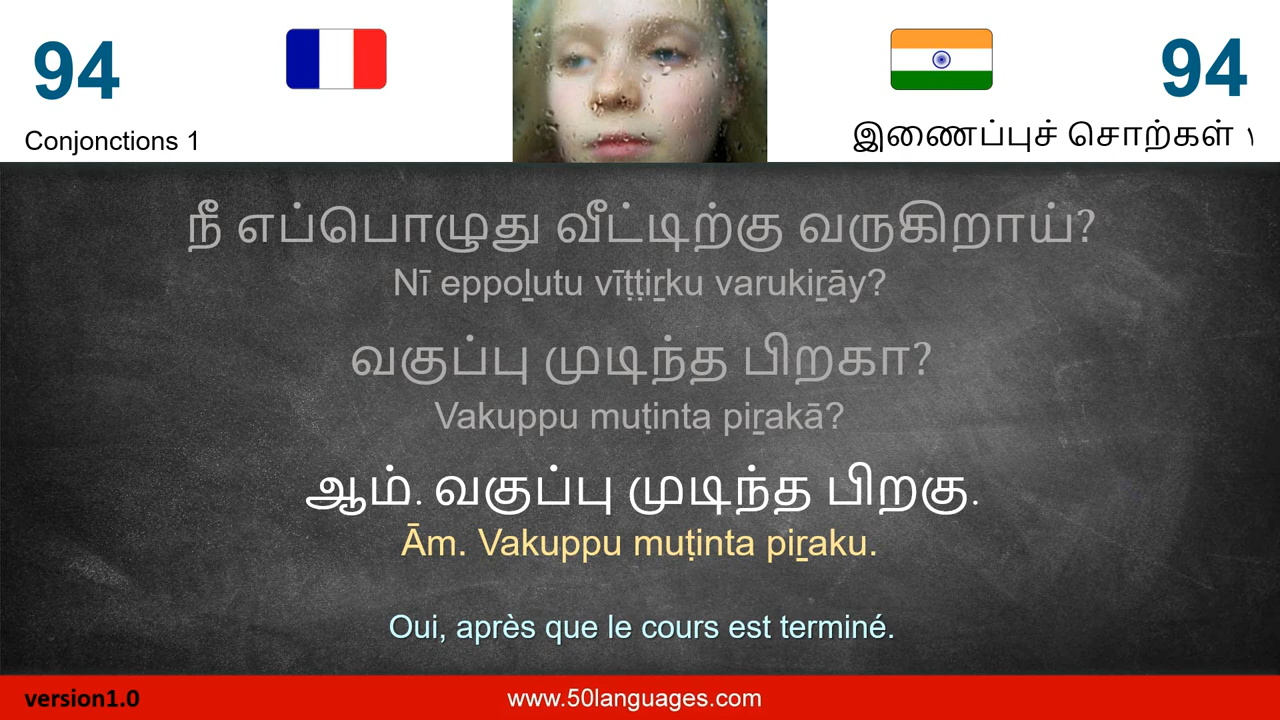 94
94
Conjonctions 1
இணைப்புச் சொற்கள்
நீ எப்பொழுது வீட்டிற்கு வருகிறாய்?
Nī eppoḻutu vīṭṭiṟku varukiṟāy?
வகுப்பு முடிந்த பிறகா?
Vakuppu muṭinta piṟakā?
ஆம். வகுப்பு முடிந்த பிறகு.
Ām. Vakuppu muṭinta piṟaku.
Oui, après que le cours est terminé.
version1.0
www.50languages.com